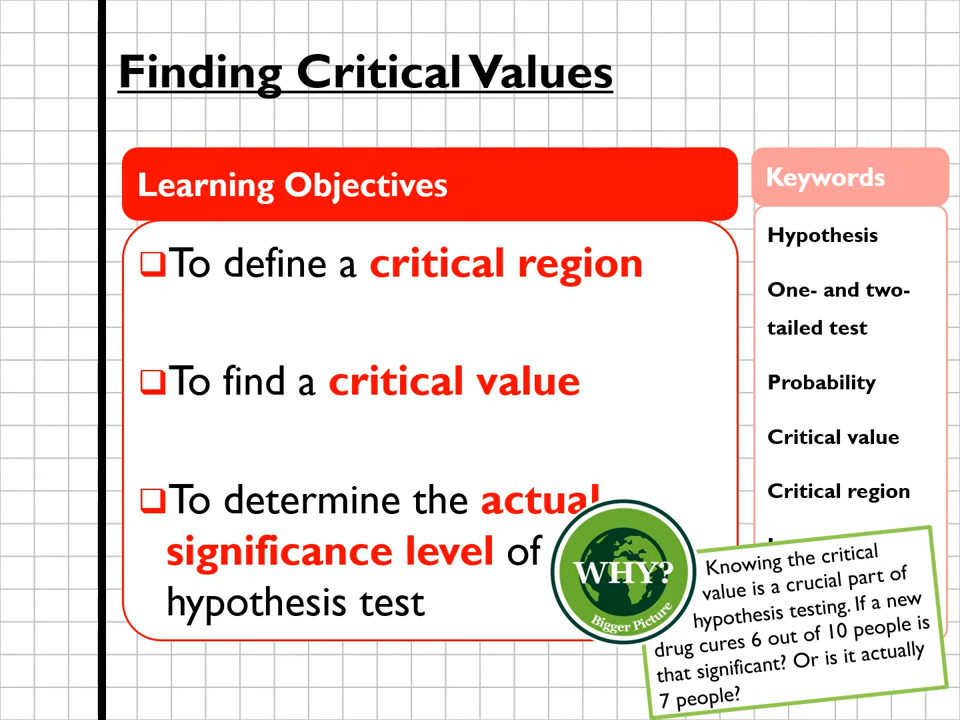 Finding Critical Values
Learning Objectives
To define a critical region
To find a critical value
To determine the actual
significance level of
hypothesis test
Keywords
Hypothesis
One- and two-
tailed test
Probability
Critical value
Critical region
WHY?
Bigger Picture
Knowing the critical
value is a crucial part of
hypothesis testing. If a new
drug cures 6 out of 10 people is
that significant? Or is it actually
7 people?